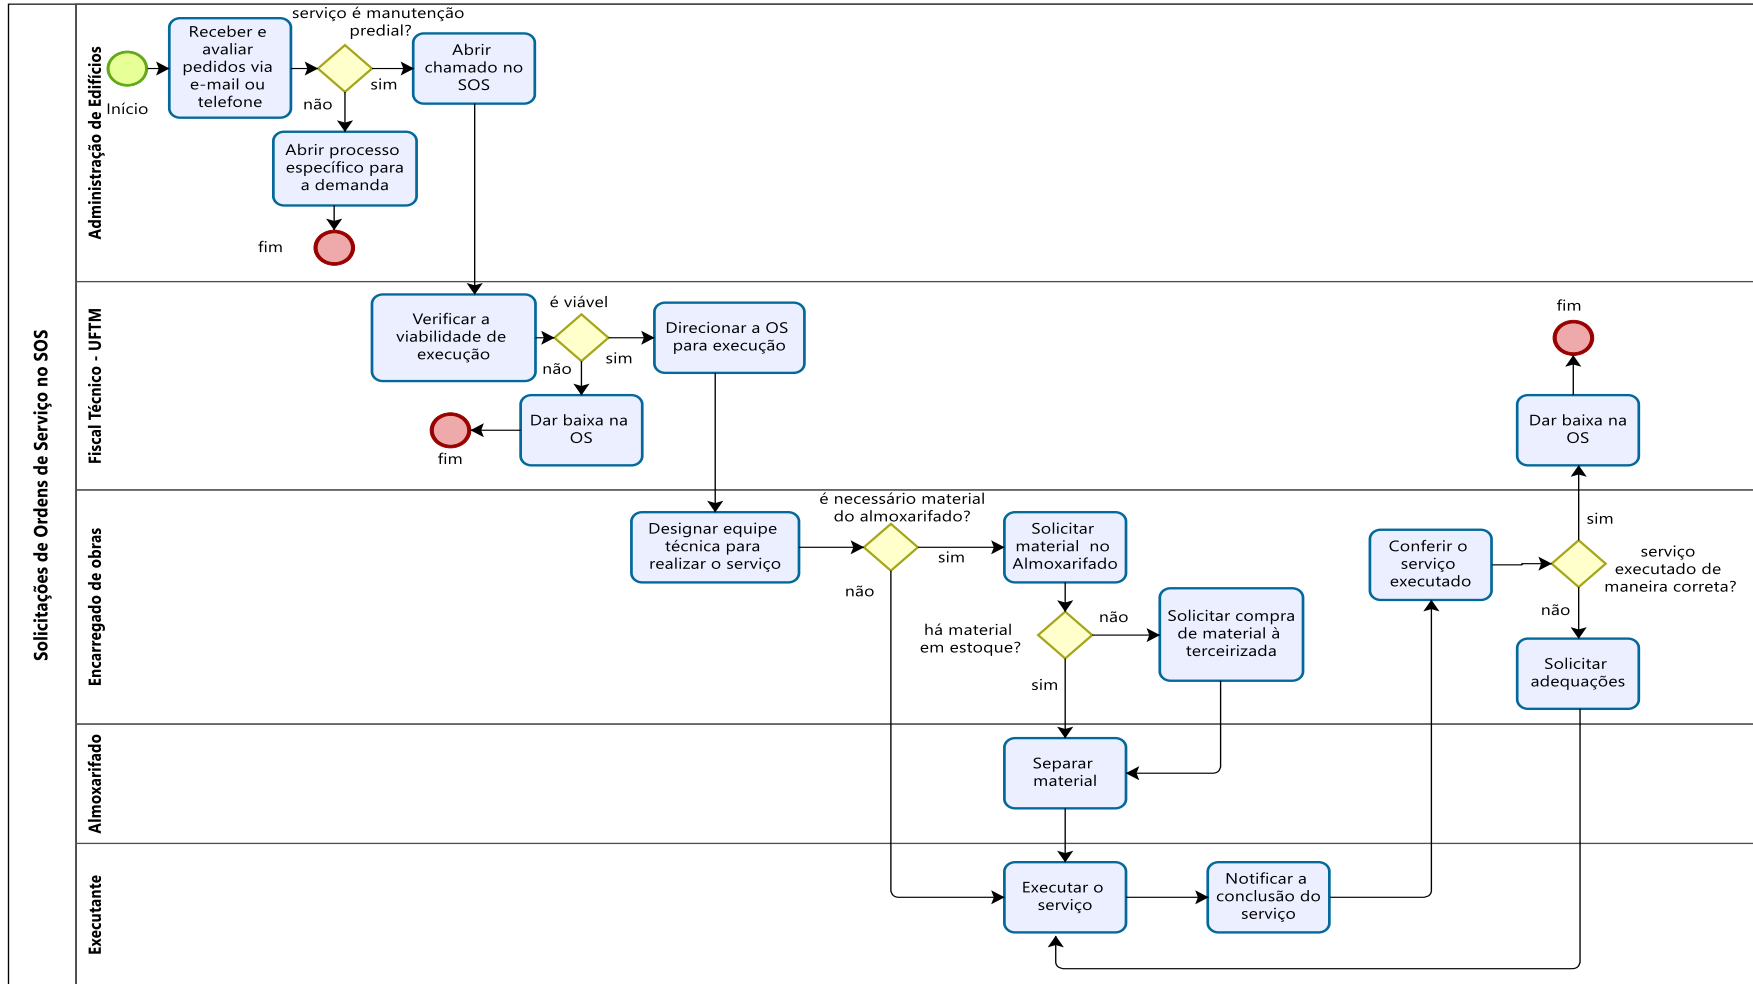 Solicitações de Ordens de Serviço no SOS
Administração de Edifícios
Início
Receber e
avaliar
pedidos via
e-mail ou
telefone
serviço é manutenção
predial?
sim
não
Abrir
chamado no
SOS
Abrir processo
específico para
a demanda
fim
Fiscal Técnico - UFTM
Verificar a
viabilidade de
execução
é viável
sim
não
Direcionar a OS
para execução
Dar baixa na
OS
fim
fim
Dar baixa na
OS
Encarregado de obras
Designar equipe
técnica para
realizar o serviço
é necessário material
do almoxarifado?
sim
não
Solicitar
material no
Almoxarifado
há material
em estoque?
não
sim
Solicitar compra
de material à
terceirizada
Conferir o
serviço
executado
sim
serviço
executado de
maneira correta?
não
Solicitar
adequações
Almoxarifado
Separar
material
Executante
Executar o
serviço
Notificar a
conclusão do
serviço